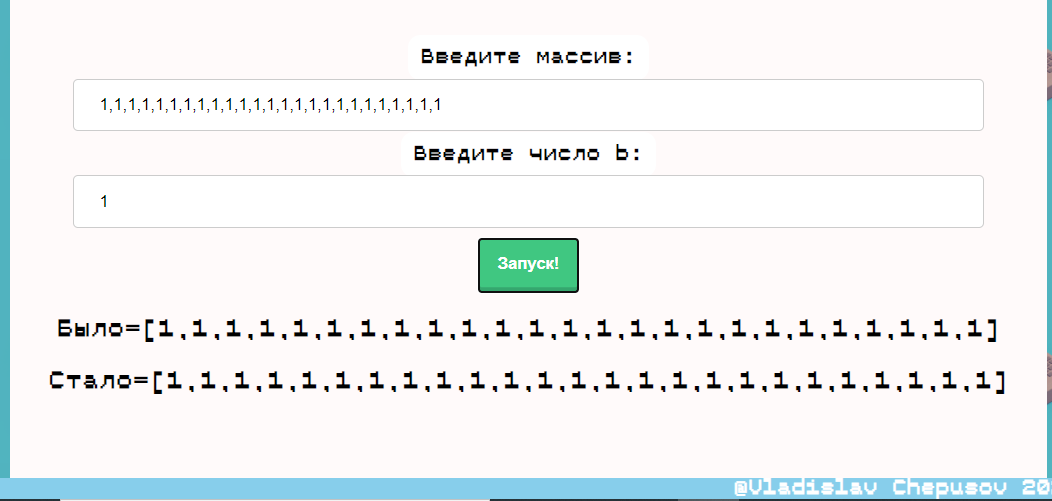 Введите массив:
1,1,1,1,1,1,1,1,1,1,1,1,1,1,1,1,1,1,1,1,1,1,1,1,1
Введите число b:
1
Запуск!
Было=[1,1,1,1,1,1,1,1,1,1,1,1,1,1,1,1,1,1,1,1,1,1,1,1,1]
Стало=[1,1,1,1,1,1,1,1,1,1,1,1,1,1,1,1,1,1,1,1,1,1,1,1,1]
@Vladislav Chepusov 20